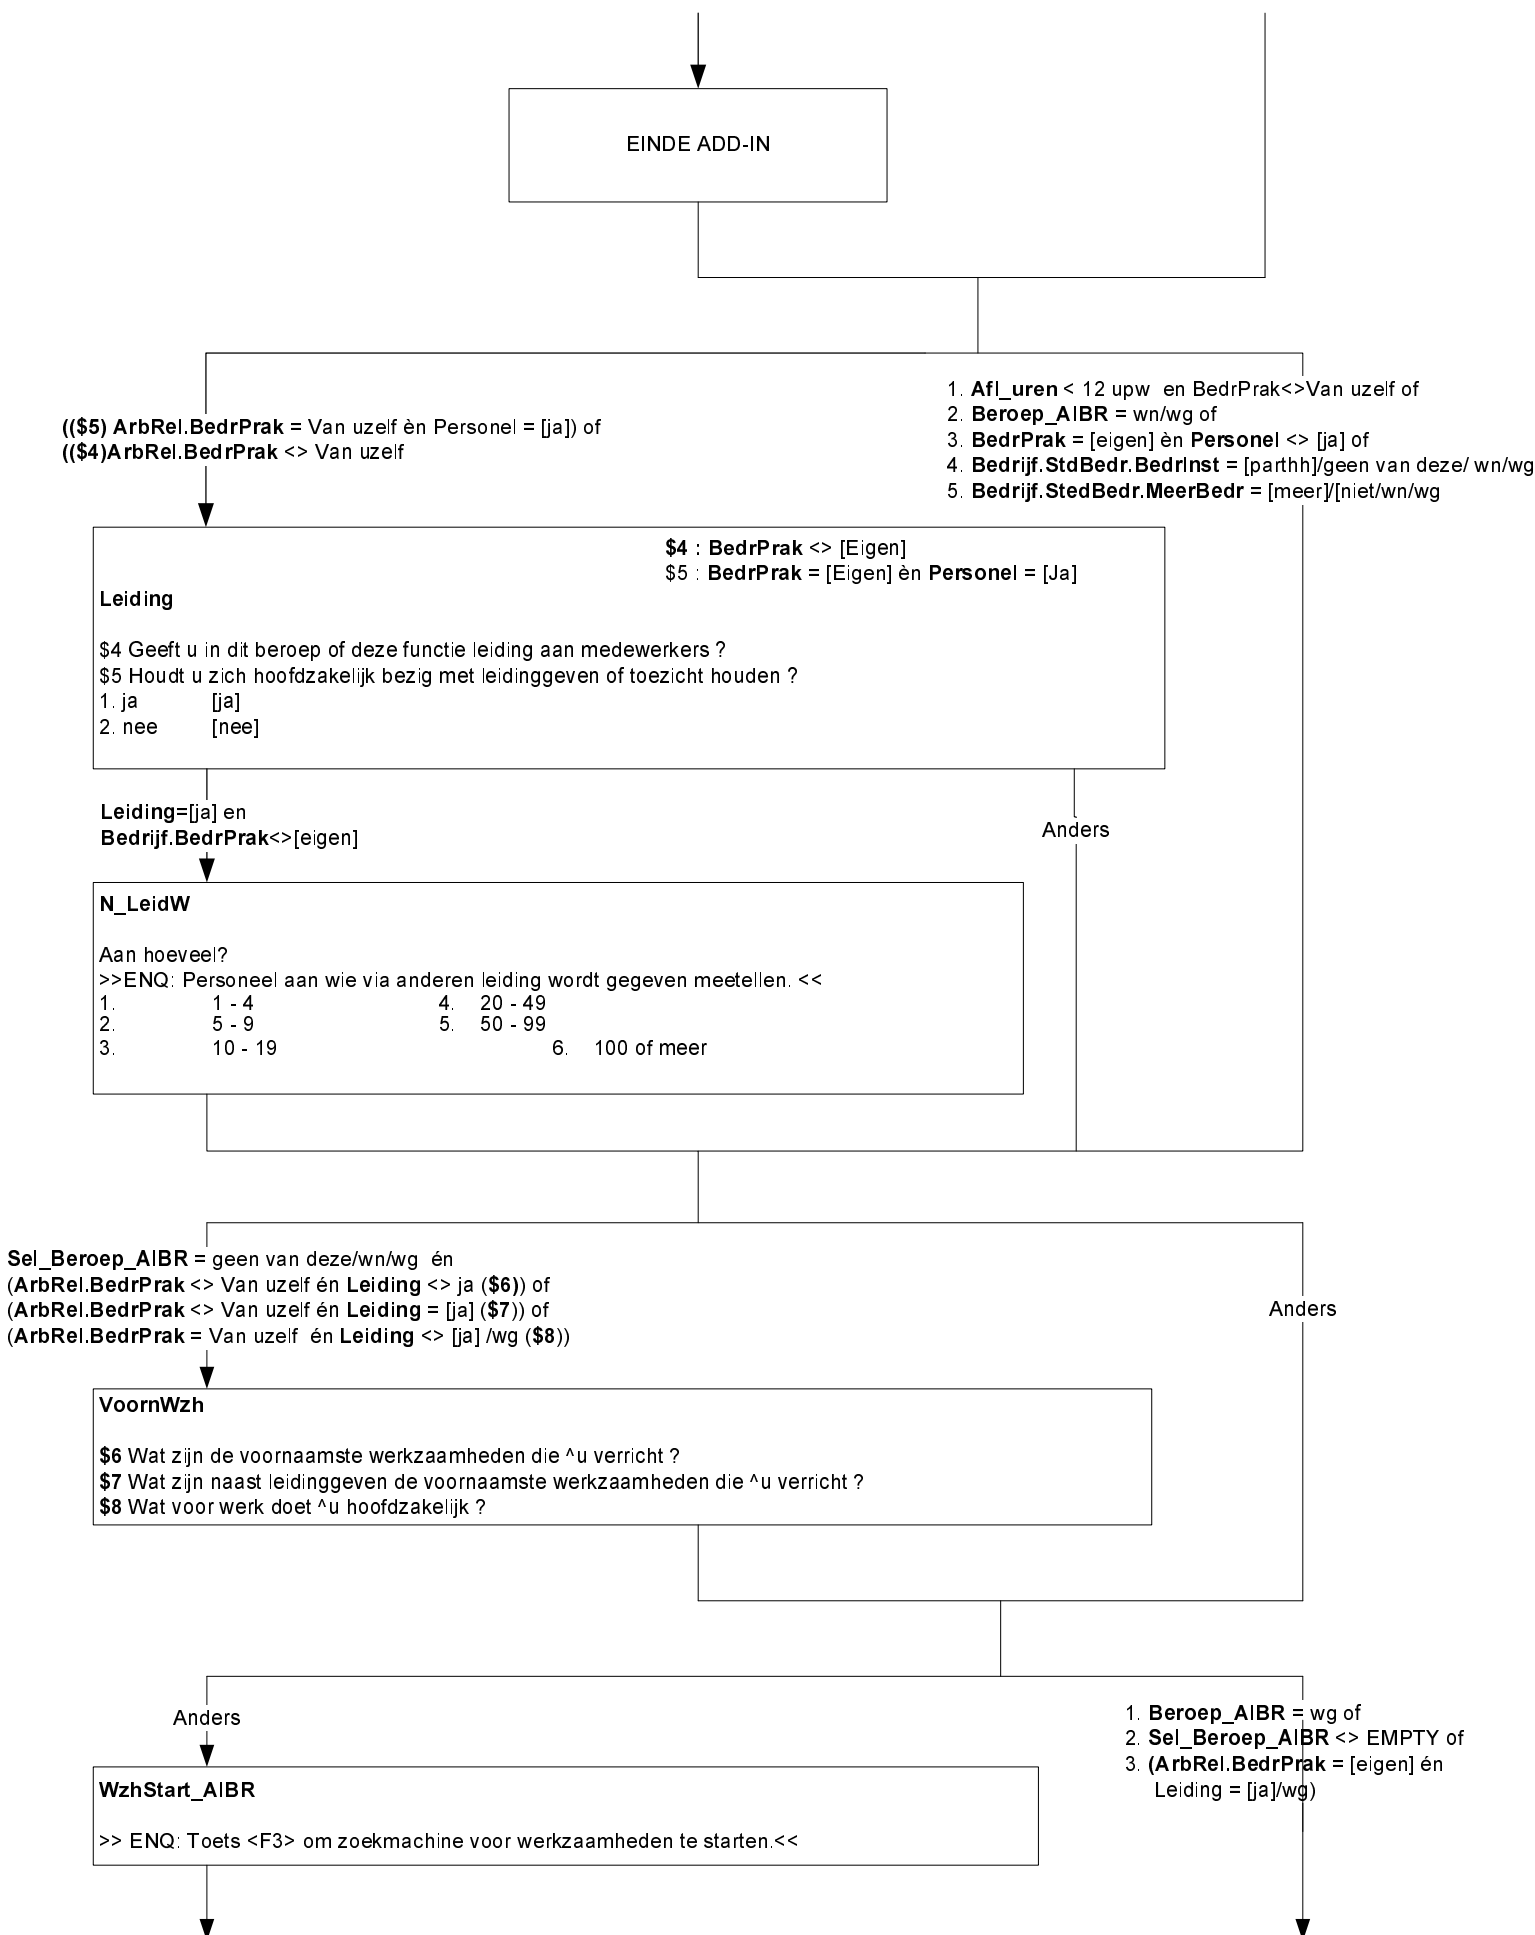 EINDE ADD-IN
(($5) ArbRel.BedrPrak = Van uzelf èn Personel = [ja]) of
(($4)ArbRel.BedrPrak <> Van uzelf
1. Afl_uren < 12 upw  en BedrPrak<>Van uzelf of
2. Beroep_AIBR = wn/wg of
3. BedrPrak = [eigen] èn Personel <> [ja] of
4. Bedrijf.StdBedr.BedrInst = [parthh]/geen van deze/ wn/wg
5. Bedrijf.StedBedr.MeerBedr = [meer]/[niet/wn/wg
$4 : BedrPrak <> [Eigen]
$5 : BedrPrak = [Eigen] èn Personel = [Ja]
Leiding
$4 Geeft u in dit beroep of deze functie leiding aan medewerkers ?
$5 Houdt u zich hoofdzakelijk bezig met leidinggeven of toezicht houden ?
1. ja [ja]
2. nee [nee]
Leiding=[ja] en
Bedrijf.BedrPrak<>[eigen]
Anders
N_LeidW
Aan hoeveel?
>>ENQ: Personeel aan wie via anderen leiding wordt gegeven meetellen. <<
1. 1 - 4 4. 20 - 49
2. 5 - 9 5. 50 - 99
3. 10 - 19 6. 100 of meer
Sel_Beroep_AIBR = geen van deze/wn/wg  én
(ArbRel.BedrPrak <> Van uzelf én Leiding <> ja ($6)) of
(ArbRel.BedrPrak <> Van uzelf én Leiding = [ja] ($7)) of
(ArbRel.BedrPrak = Van uzelf  én Leiding <> [ja] /wg ($8))
Anders
VoornWzh
$6 Wat zijn de voornaamste werkzaamheden die ^u verricht ?
$7 Wat zijn naast leidinggeven de voornaamste werkzaamheden die ^u verricht ?
$8 Wat voor werk doet ^u hoofdzakelijk ?
Anders
1. Beroep_AIBR = wg of
2. Sel_Beroep_AIBR <> EMPTY of
3. (ArbRel.BedrPrak = [eigen] én
Leiding = [ja]/wg)
WzhStart_AIBR
>> ENQ: Toets <F3> om zoekmachine voor werkzaamheden te starten.<<